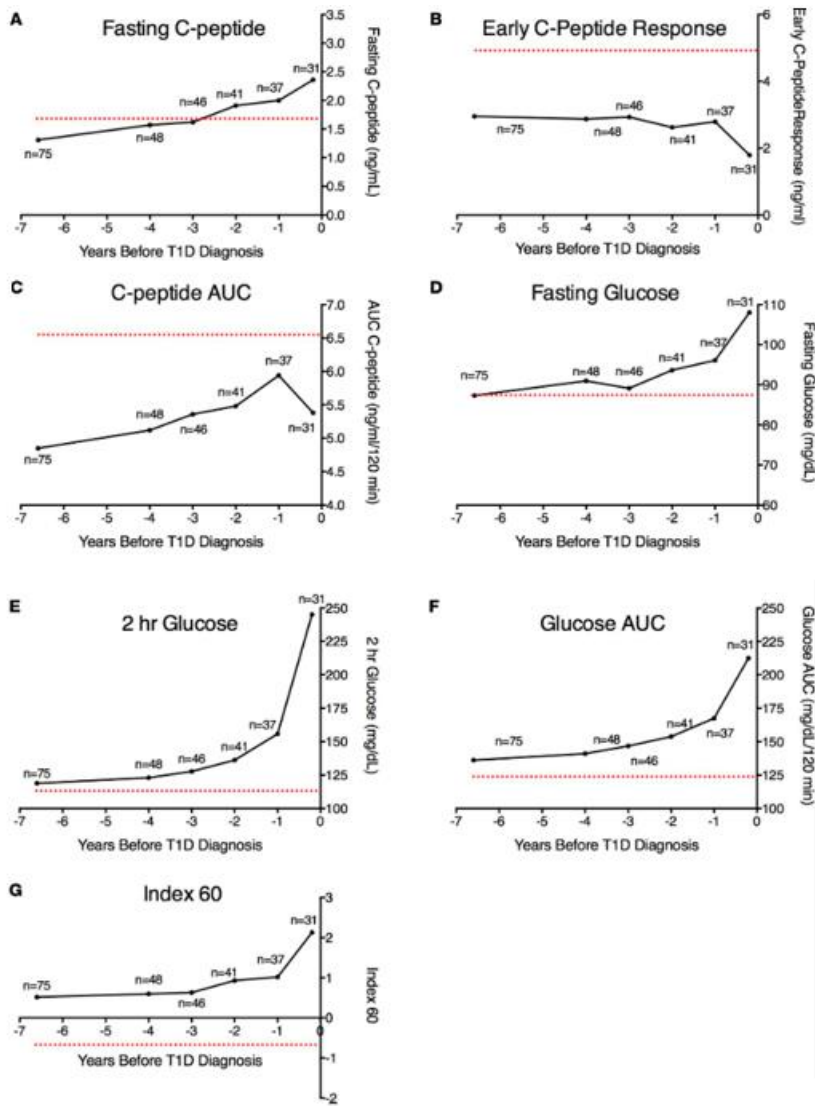 A
Fasting C-peptide
3.5
3.0
2.5
2.0
1.5
1.0
0.5
0.0
Fasting C-peptide (ng/mL)
n=75
n=48
n=46
n=41
n=37
n=31
-7 -6 -5 -4 -3 -2 -1 0
Years Before T1D Diagnosis
B
Early C-Peptide Response
6
4
2
0
Early C-PeptideResponse (ng/ml)
n=75
n=48
n=46
n=41
n=37
n=31
-7 -6 -5 -4 -3 -2 -1 0
Years Before T1D Diagnosis
C
C-peptide AUC
7.0
6.5
6.0
5.5
5.0
4.5
4.0
AUC C-peptide (ng/ml/120 min)
n=75
n=48
n=46
n=41
n=37
n=31
-7 -6 -5 -4 -3 -2 -1 0
Years Before T1D Diagnosis
D
Fasting Glucose
110
100
90
80
70
60
Fasting Glucose (mg/dL)
n=75
n=48
n=46
n=41
n=37
n=31
-7 -6 -5 -4 -3 -2 -1 0
Years Before T1D Diagnosis
E
2 hr Glucose
250
225
200
175
150
125
100
2 hr Glucose (mg/dL)
n=75
n=48
n=46
n=41
n=37
n=31
-7 -6 -5 -4 -3 -2 -1 0
Years Before T1D Diagnosis
F
Glucose AUC
250
225
200
175
150
125
100
Glucose AUC (mg/dL/120 min)
n=75
n=48
n=46
n=41
n=37
n=31
-7 -6 -5 -4 -3 -2 -1 0
Years Before T1D Diagnosis
G
Index 60
3
2
1
0
-1
-2
Index 60
n=75
n=48
n=46
n=41
n=37
n=31
-7 -6 -5 -4 -3 -2 -1 0
Years Before T1D Diagnosis